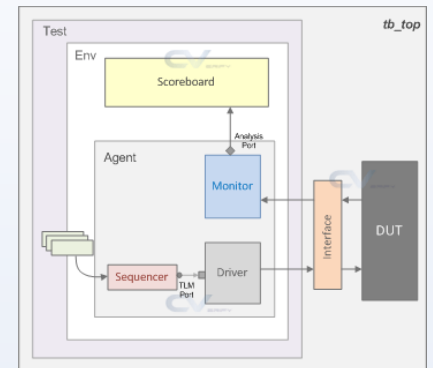 tb_top
Test
Env
Scoreboard
Analysis
Port
Agent
Monitor
Interface
DUT
Sequencer
TLM
Port
Driver